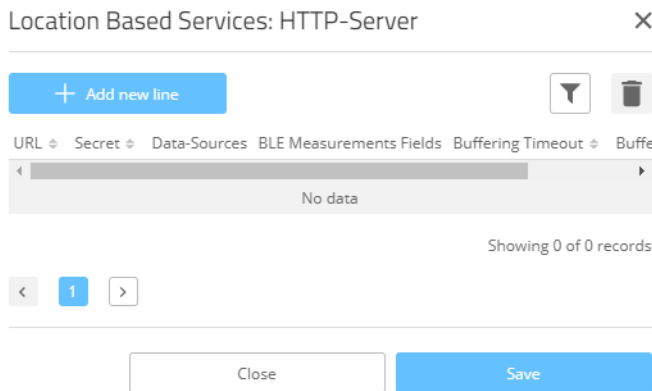 Location Based Services: HTTP-Server
Add new line
URL Secret Data-Sources BLE Measurements Fields Buffering Timeout Buffe
No data
Showing 0 of 0 records
1
Close Save